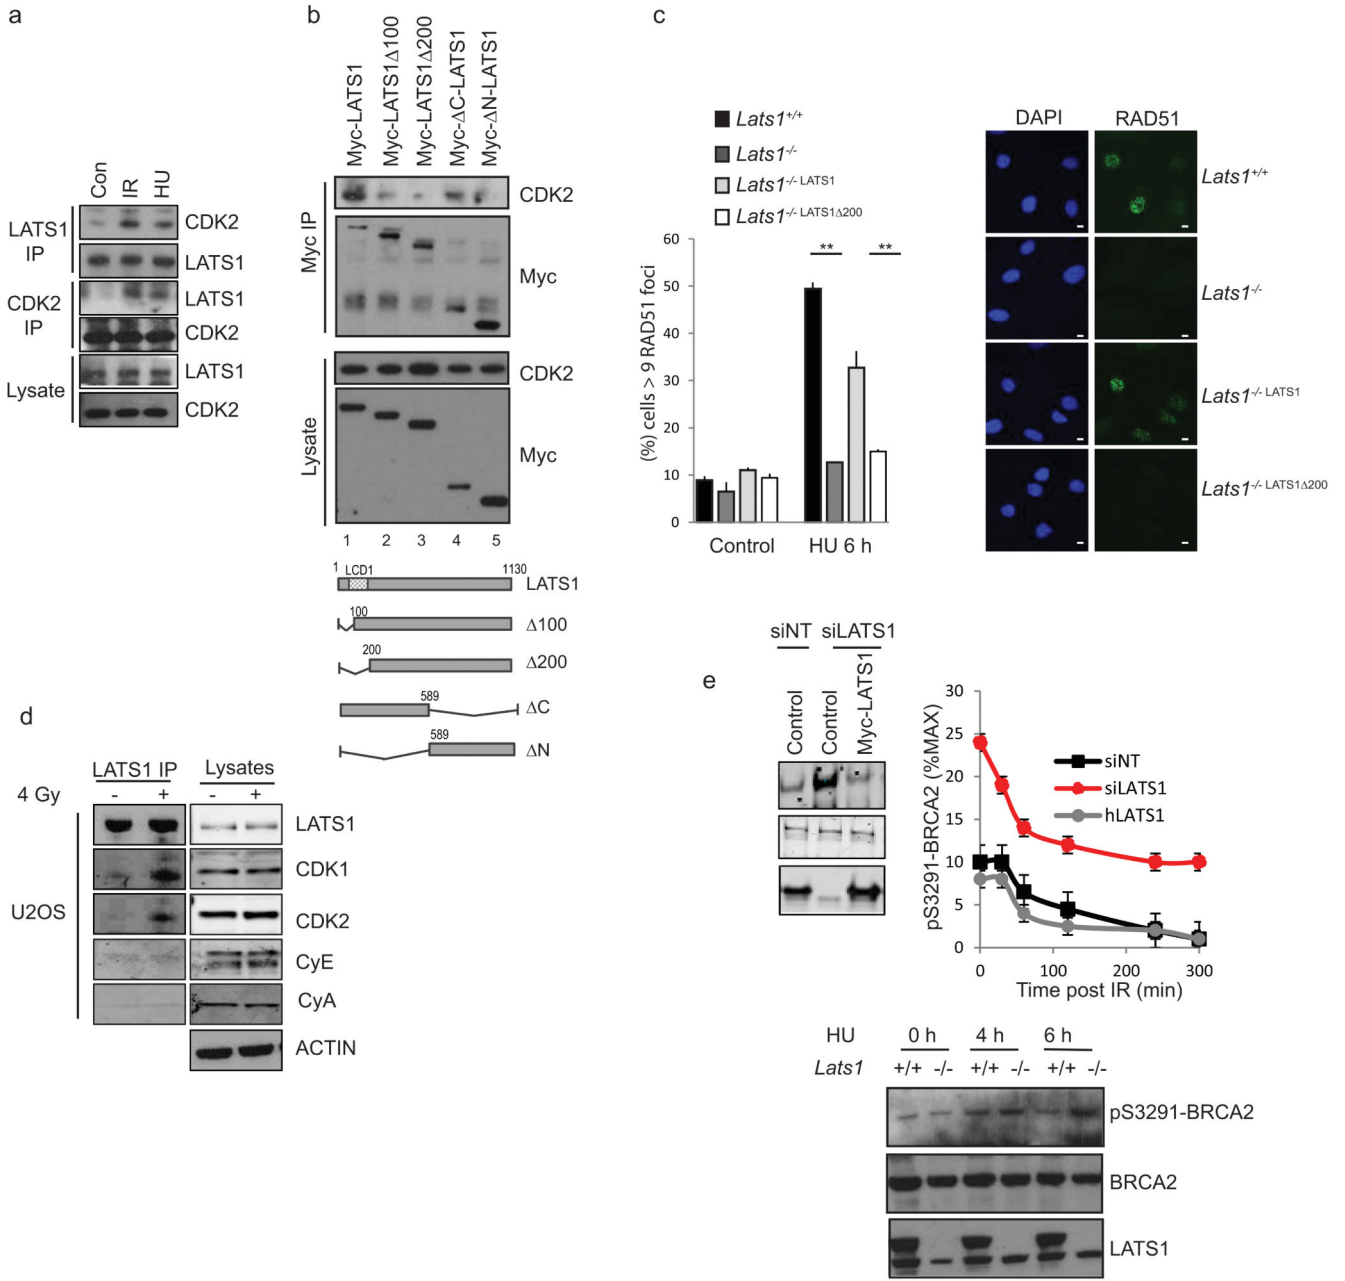 a
Con
IR
HU
LATS1
IP
CDK2
LATS1
CDK2
IP
LATS1
CDK2
Lysate
LATS1
CDK2
b
Myc-LATS1
Myc-LATS1Δ100
Myc-LATS1Δ200
Myc-ΔC-LATS1
Myc-ΔN-LATS1
Myc IP
CDK2
Myc
Lysate
CDK2
Myc
1 2 3 4 5
1 LCD1 1130
LATS1
100
Δ100
200
Δ200
589
ΔC
589
ΔN
c
Lats1+/+
Lats1-/-
Lats1-/- LATS1
Lats1-/- LATS1Δ200
(%) cells > 9 RAD51 foci
60
50
40
30
20
10
0
** **
Control HU 6 h
DAPI RAD51
Lats1+/+
Lats1-/-
Lats1-/- LATS1
Lats1-/- LATS1Δ200
d
LATS1 IP Lysates
4 Gy - + - +
U2OS
LATS1
CDK1
CDK2
CyE
CyA
ACTIN
e
siNT siLATS1
Control
Control
Myc-LATS1
pS3291-BRCA2 (%MAX)
30
25
20
15
10
5
0
siNT
siLATS1
hLATS1
0 100 200 300
Time post IR (min)
HU 0 h 4 h 6 h
Lats1 +/+ -/- +/+ -/- +/+ -/-
pS3291-BRCA2
BRCA2
LATS1